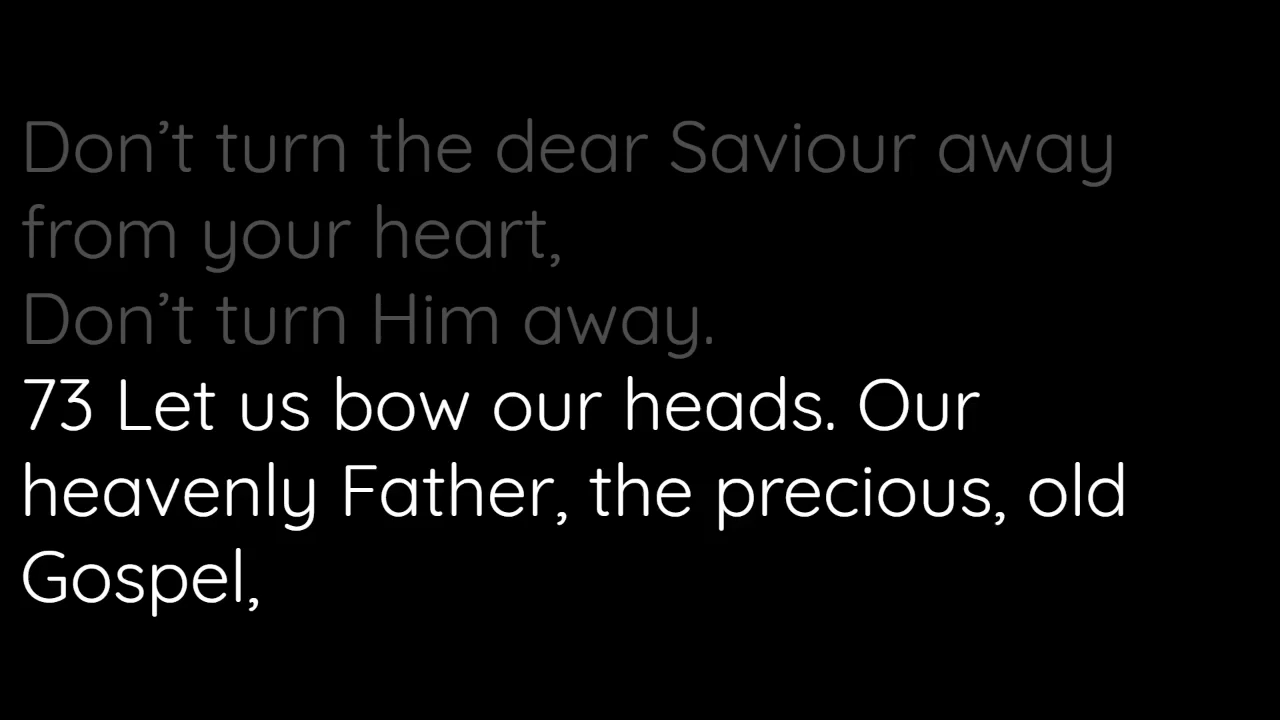 Don’t turn the dear Saviour away
from your heart,
Don’t turn Him away.
73 Let us bow our heads. Our
heavenly Father, the precious, old
Gospel,